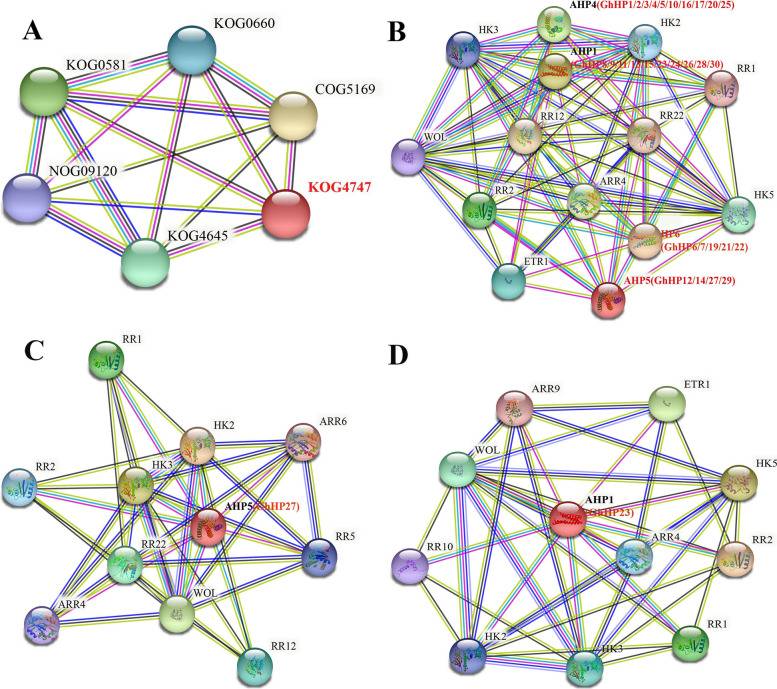 A
KOG0660
KOG0581
COG5169
NOG09120
KOG4747
KOG4645
B
AHP4(GhHP1/2/3/4/5/10/16/17/20/25)
HK3
HK2
AHP1
(GhHP8/9/11/13/15/23/24/26/28/30)
RR1
WOL
RR12
RR22
RR2
ARR4
HK5
HP6
(GhHP6/7/19/21/22)
ETR1
AHP5(GhHP12/14/27/29)
C
RR1
HK2
ARR6
RR2
HK3
AHP5(GhHP27)
RR22
RR5
ARR4
WOL
RR12
D
ARR9
ETR1
WOL
HK5
AHP1
(GhHP23)
RR10
ARR4
RR2
HK2
HK3
RR1